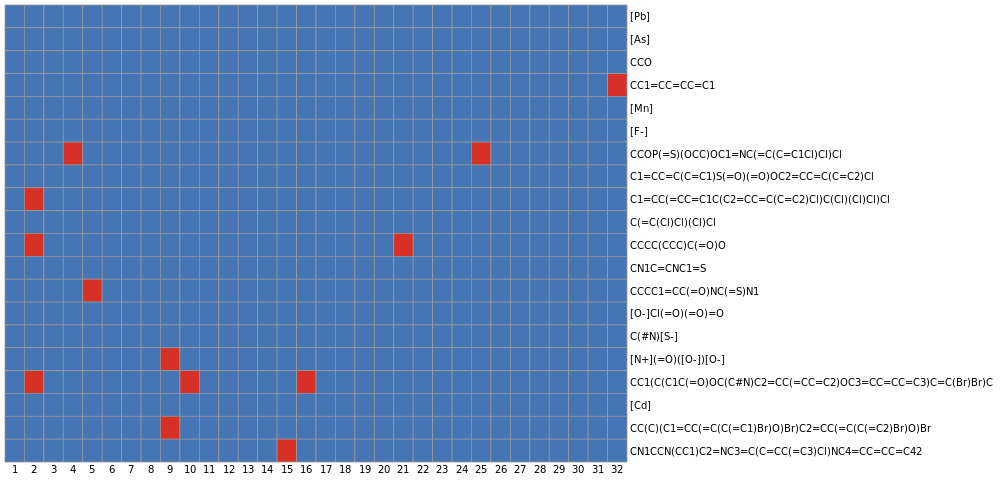 [Pb]
[As]
CCO
CC1=CC=CC=C1
[Mn]
[F-]
CCOP(=S)(OCC)OC1=NC(=C(C=C1Cl)Cl)Cl
C1=CC=C(C=C1)S(=O)(=O)OC2=CC=C(C=C2)Cl
C1=CC(=CC=C1C(C2=CC=C(C=C2)Cl)C(Cl)(Cl)Cl)Cl
C(=C(Cl)Cl)(Cl)Cl
CCCC(CCC)C(=O)O
CN1C=CNC1=S
CCCC1=CC(=O)NC(=S)N1
[O-]Cl(=O)(=O)=O
C(#N)[S-]
[N+](=O)([O-])[O-]
CC1(C(C1C(=O)OC(C#N)C2=CC(=CC=C2)OC3=CC=CC=C3)C=C(Br)Br)C
[Cd]
CC(C)(C1=CC(=C(C(=C1)Br)O)Br)C2=CC(=C(C(=C2)Br)O)Br
CN1CCN(CC1)C2=NC3=C(C=CC(=C3)Cl)NC4=CC=CC=C42
1 2 3 4 5 6 7 8 9 10 11 12 13 14 15 16 17 18 19 20 21 22 23 24 25 26 27 28 29 30 31 32